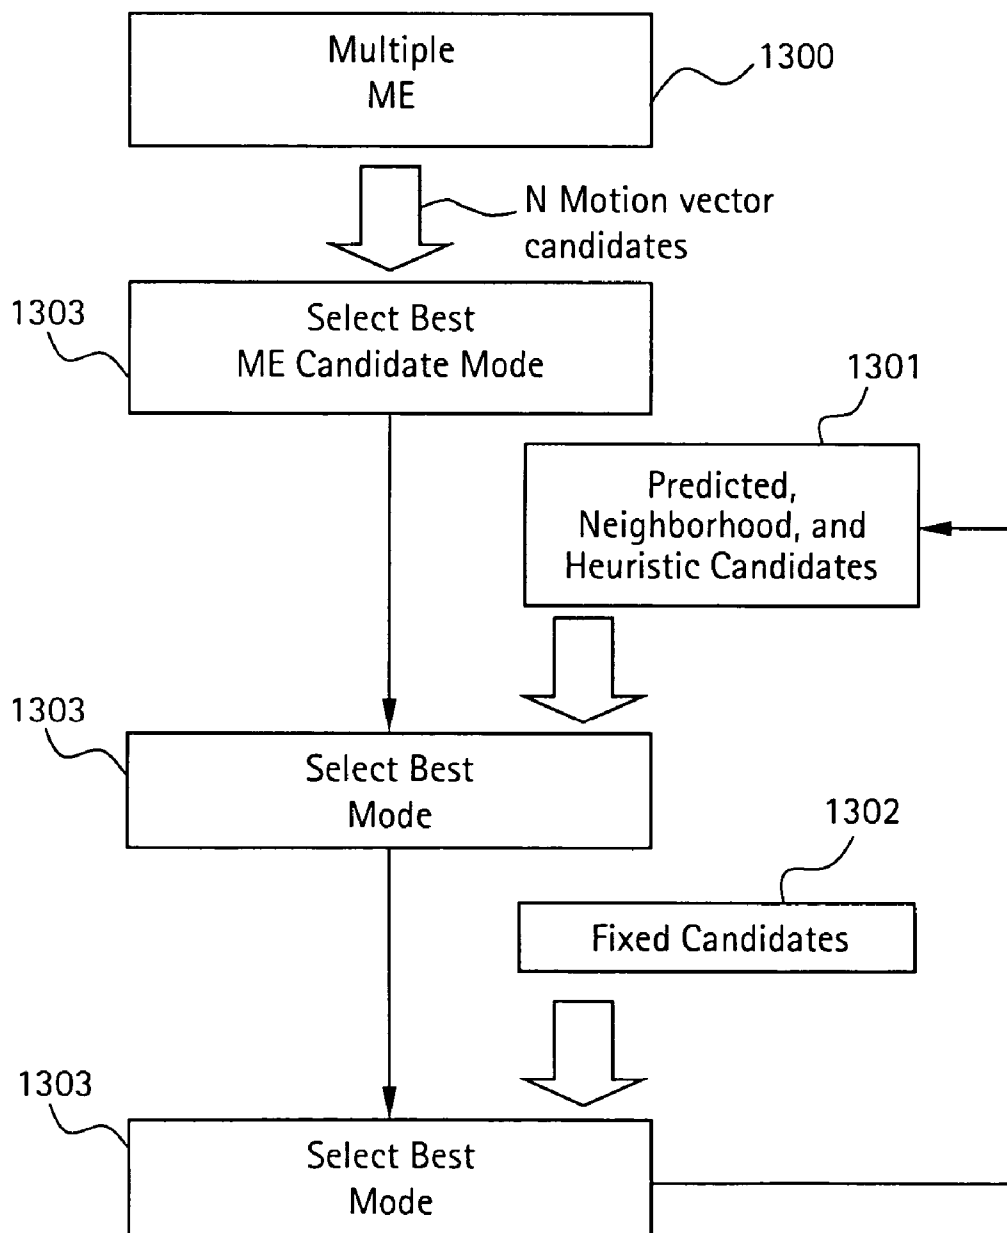 Multiple
ME
1300
N Motion vector
candidates
1303
Select Best
ME Candidate Mode
1301
Predicted,
Neighborhood, and
Heuristic Candidates
1303
Select Best
Mode
1302
Fixed Candidates
1303
Select Best
Mode